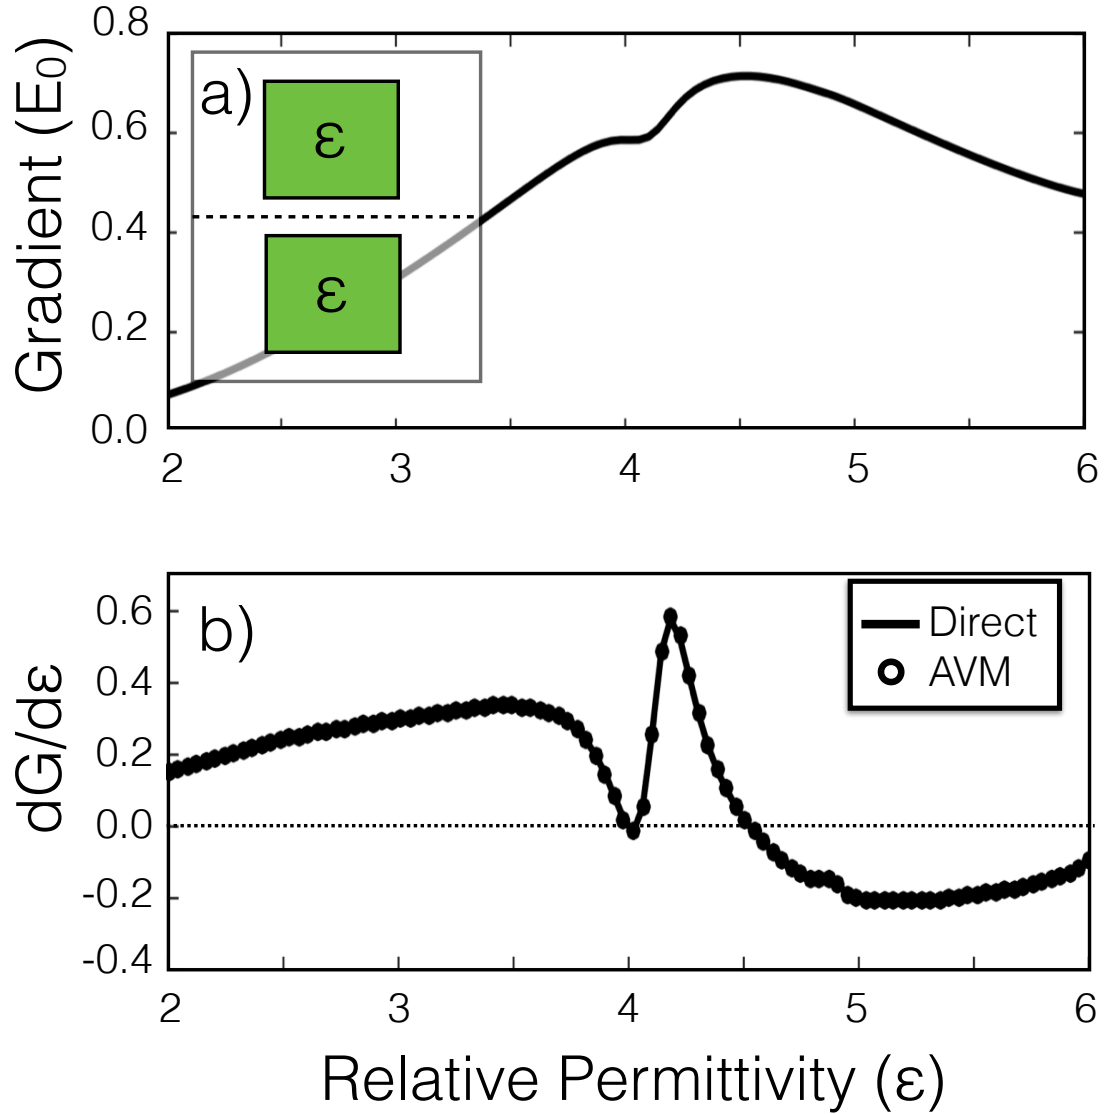 0.8
0.6
0.4
0.2
0.0
Gradient (E₀)
a)
ε
ε
2 3 4 5 6
0.6
0.4
0.2
0.0
-0.2
-0.4
dG/dε
b)
Direct
AVM
2 3 4 5 6
Relative Permittivity (ε)